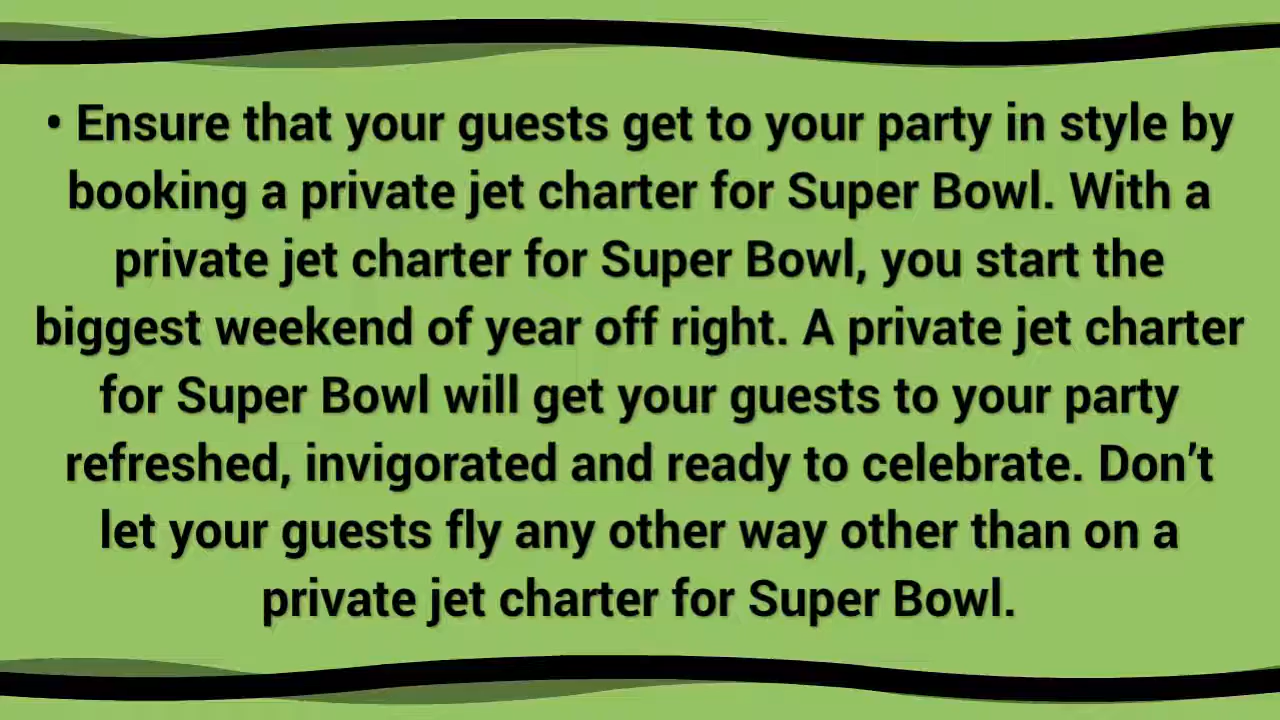 • Ensure that your guests get to your party in style by
booking a private jet charter for Super Bowl. With a
private jet charter for Super Bowl, you start the
biggest weekend of year off right. A private jet charter
for Super Bowl will get your guests to your party
refreshed, invigorated and ready to celebrate. Don’t
let your guests fly any other way other than on a
private jet charter for Super Bowl.